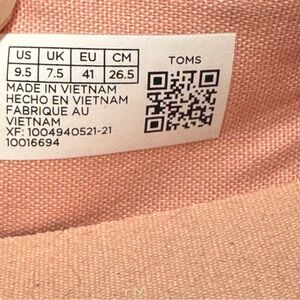 US UK EU CM TOMS
9.5 7.5 41 26.5
MADE IN VIETNAM
HECHO EN VIETNAM
FABRIQUE AU
VIETNAM
XF: 1004940521-21
10016694